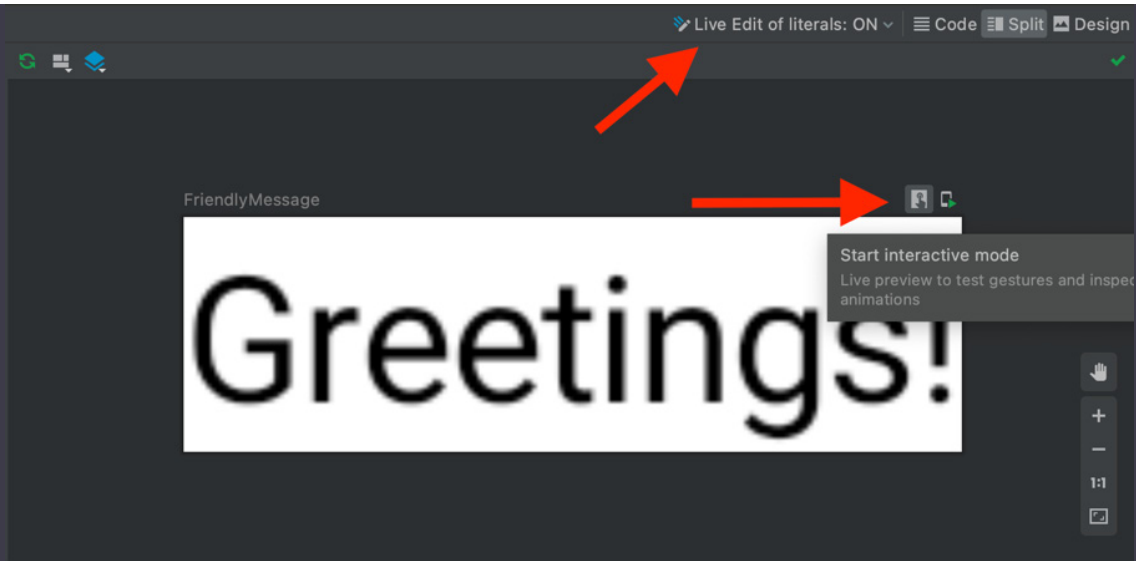 Live Edit of literals: ON Code Split Design
FriendlyMessage
Start interactive mode
Live preview to test gestures and inspec
animations
Greetings!
1:1